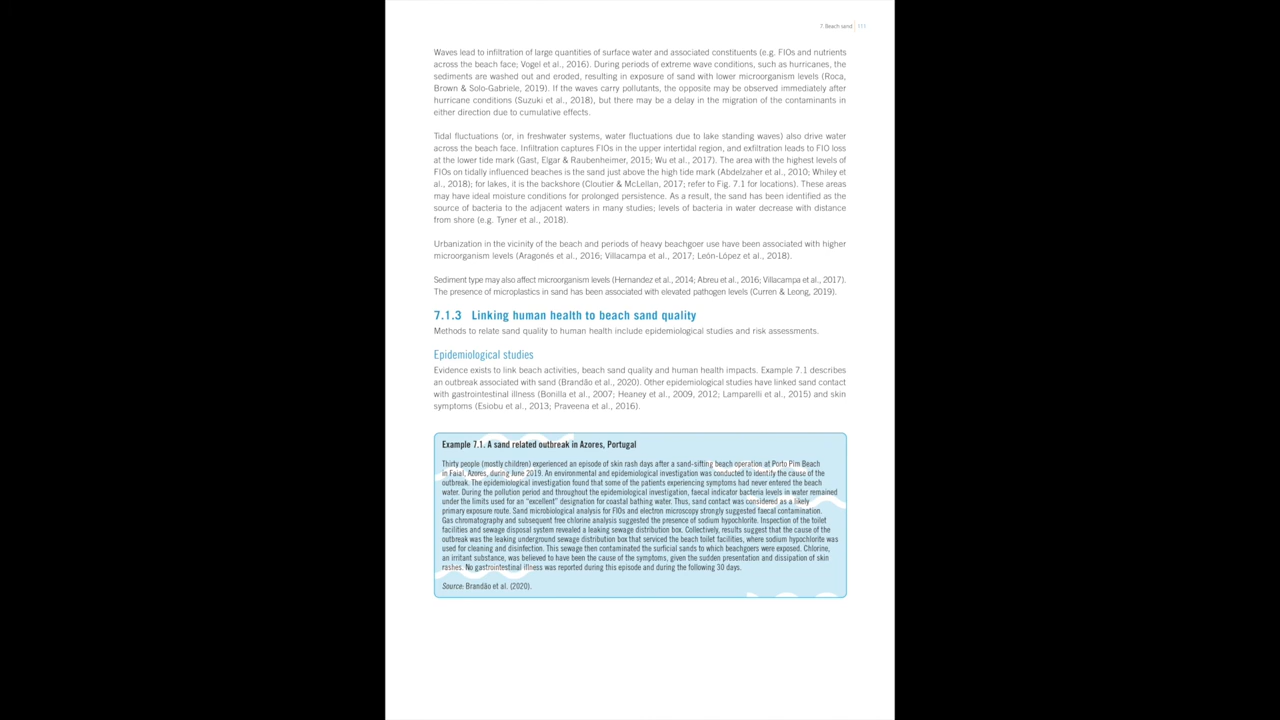 7. Beach sand 111
Waves lead to infiltration of large quantities of surface water and associated constituents (e.g. FIOs and nutrients
across the beach face; Vogel et al., 2016). During periods of extreme wave conditions, such as hurricanes, the
sediments are washed out and eroded, resulting in exposure of sand with lower microorganism levels (Roca,
Brown & Solo-Gabriele, 2019). If the waves carry pollutants, the opposite may be observed immediately after
hurricane conditions (Suzuki et al., 2018), but there may be a delay in the migration of the contaminants in
either direction due to cumulative effects.
Tidal fluctuations (or, in freshwater systems, water fluctuations due to lake standing waves) also drive water
across the beach face. Infiltration captures FIOs in the upper intertidal region, and exfiltration leads to FIO loss
at the lower tide mark (Gast, Elgar & Raubenheimer, 2015; Wu et al., 2017). The area with the highest levels of
FIOs on tidally influenced beaches is the sand just above the high tide mark (Abdelzaher et al., 2010; Whiley et
al., 2018); for lakes, it is the backshore (Cloutier & McLellan, 2017; refer to Fig. 7.1 for locations). These areas
may have ideal moisture conditions for prolonged persistence. As a result, the sand has been identified as the
source of bacteria to the adjacent waters in many studies; levels of bacteria in water decrease with distance
from shore (e.g. Tyner et al., 2018).
Urbanization in the vicinity of the beach and periods of heavy beachgoer use have been associated with higher
microorganism levels (Aragonés et al., 2016; Villacampa et al., 2017; León-López et al., 2018).
Sediment type may also affect microorganism levels (Hernandez et al., 2014; Abreu et al., 2016; Villacampa et al., 2017).
The presence of microplastics in sand has been associated with elevated pathogen levels (Curren & Leong, 2019).
7.1.3 Linking human health to beach sand quality
Methods to relate sand quality to human health include epidemiological studies and risk assessments.
Epidemiological studies
Evidence exists to link beach activities, beach sand quality and human health impacts. Example 7.1 describes
an outbreak associated with sand (Brandão et al., 2020). Other epidemiological studies have linked sand contact
with gastrointestinal illness (Bonilla et al., 2007; Heaney et al., 2009, 2012; Lamparelli et al., 2015) and skin
symptoms (Esiobu et al., 2013; Praveena et al., 2016).
Example 7.1. A sand related outbreak in Azores, Portugal
Thirty people (mostly children) experienced an episode of skin rash days after a sand-sifting beach operation at Porto Pim Beach
in Faial, Azores, during June 2019. An environmental and epidemiological investigation was conducted to identify the cause of the
outbreak. The epidemiological investigation found that some of the patients experiencing symptoms had never entered the beach
water. During the pollution period and throughout the epidemiological investigation, faecal indicator bacteria levels in water remained
under the limits used for an “excellent” designation for coastal bathing water. Thus, sand contact was considered as a likely
primary exposure route. Sand microbiological analysis for FIOs and electron microscopy strongly suggested faecal contamination.
Gas chromatography and subsequent free chlorine analysis suggested the presence of sodium hypochlorite. Inspection of the toilet
facilities and sewage disposal system revealed a leaking sewage distribution box. Collectively, results suggest that the cause of the
outbreak was the leaking underground sewage distribution box that serviced the beach toilet facilities, where sodium hypochlorite was
used for cleaning and disinfection. This sewage then contaminated the surficial sands to which beachgoers were exposed. Chlorine,
an irritant substance, was believed to have been the cause of the symptoms, given the sudden presentation and dissipation of skin
rashes. No gastrointestinal illness was reported during this episode and during the following 30 days.
Source: Brandão et al. (2020).